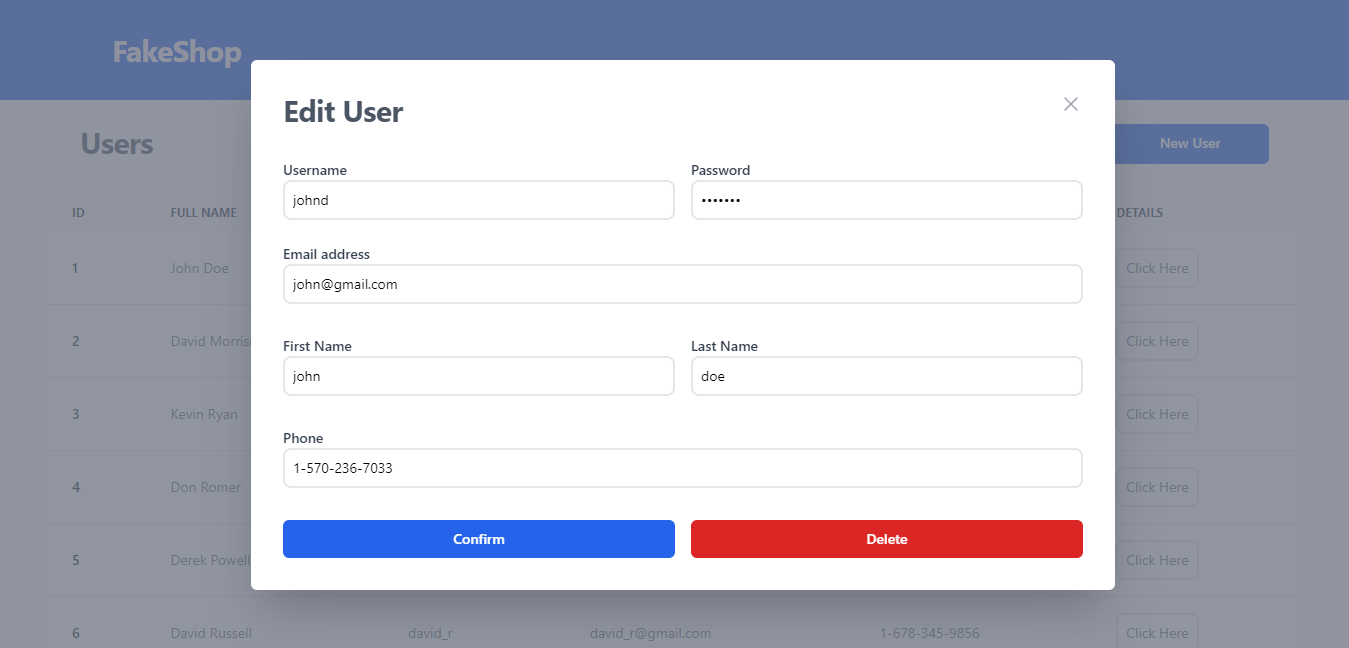 FakeShop
Users
New User
ID FULL NAME DETAILS
1 John Doe Click Here
2 David Morris Click Here
3 Kevin Ryan Click Here
4 Don Romer Click Here
5 Derek Powell Click Here
6 David Russell david_r david_r@gmail.com 1-678-345-9856 Click Here
Edit User
Username Password
johnd •••••••
Email address
john@gmail.com
First Name Last Name
john doe
Phone
1-570-236-7033
Confirm Delete